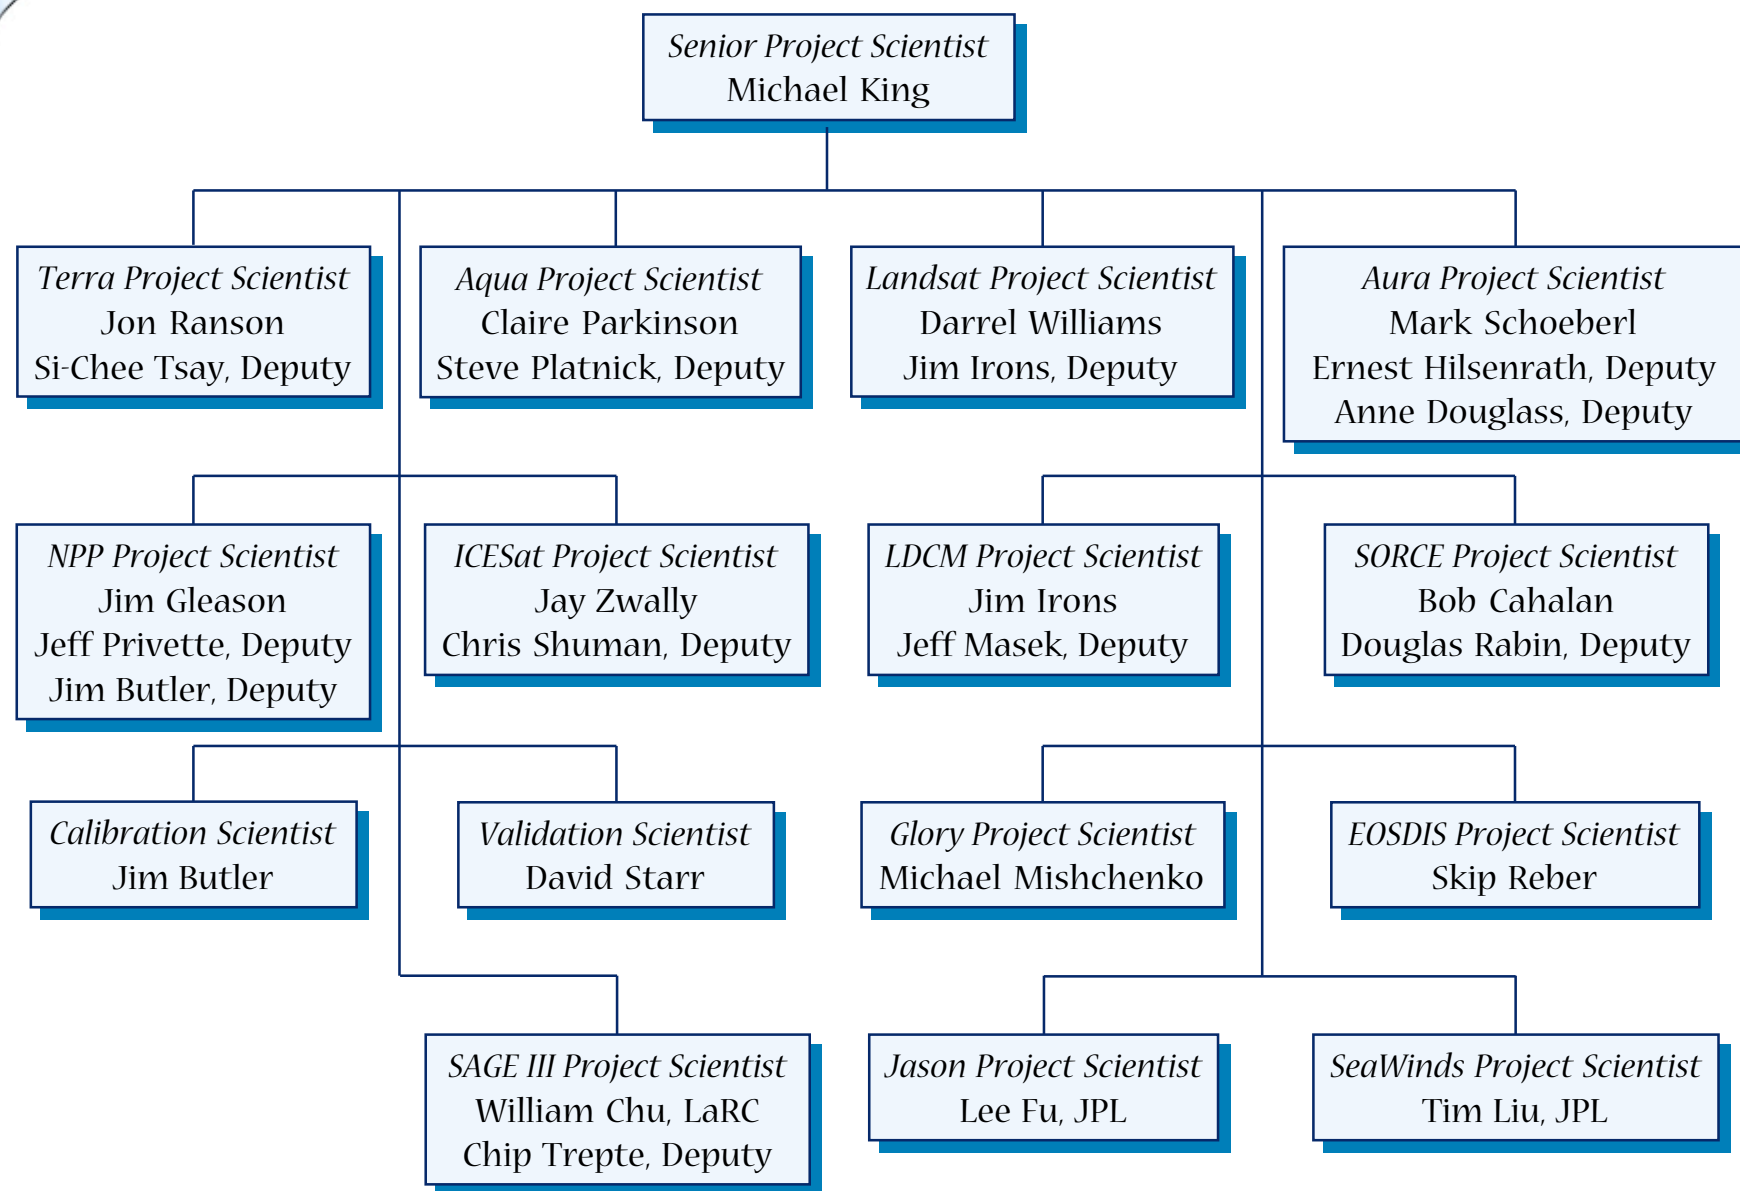 Senior Project Scientist
Michael King
Terra Project Scientist
Jon Ranson
Si-Chee Tsay, Deputy
Aqua Project Scientist
Claire Parkinson
Steve Platnick, Deputy
Landsat Project Scientist
Darrel Williams
Jim Irons, Deputy
Aura Project Scientist
Mark Schoeberl
Ernest Hilsenrath, Deputy
Anne Douglass, Deputy
NPP Project Scientist
Jim Gleason
Jeff Privette, Deputy
Jim Butler, Deputy
ICESat Project Scientist
Jay Zwally
Chris Shuman, Deputy
LDCM Project Scientist
Jim Irons
Jeff Masek, Deputy
SORCE Project Scientist
Bob Cahalan
Douglas Rabin, Deputy
Calibration Scientist
Jim Butler
Validation Scientist
David Starr
Glory Project Scientist
Michael Mishchenko
EOSDIS Project Scientist
Skip Reber
SAGE III Project Scientist
William Chu, LaRC
Chip Trepte, Deputy
Jason Project Scientist
Lee Fu, JPL
SeaWinds Project Scientist
Tim Liu, JPL